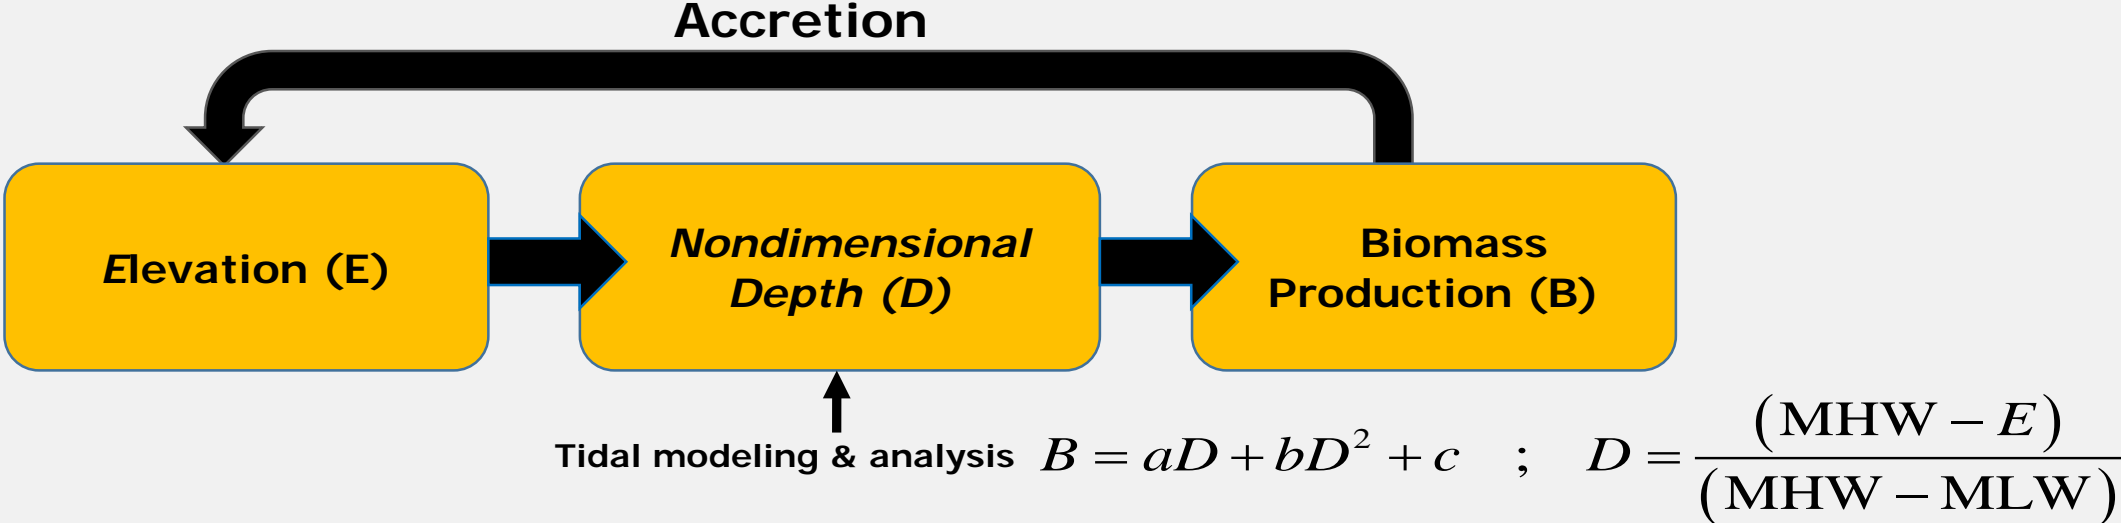 Accretion
Elevation (E)
Nondimensional
Depth (D)
Biomass
Production (B)
Tidal modeling & analysis
B = aD + bD² + c ; D = (MHW − E) / (MHW − MLW)